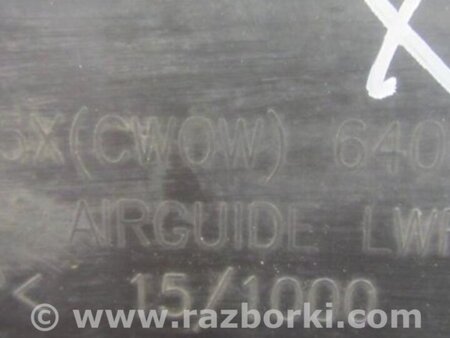 X
5X(CWOW) 640
AIRGUIDE LWR
< 15/1000
© www.razborki.com